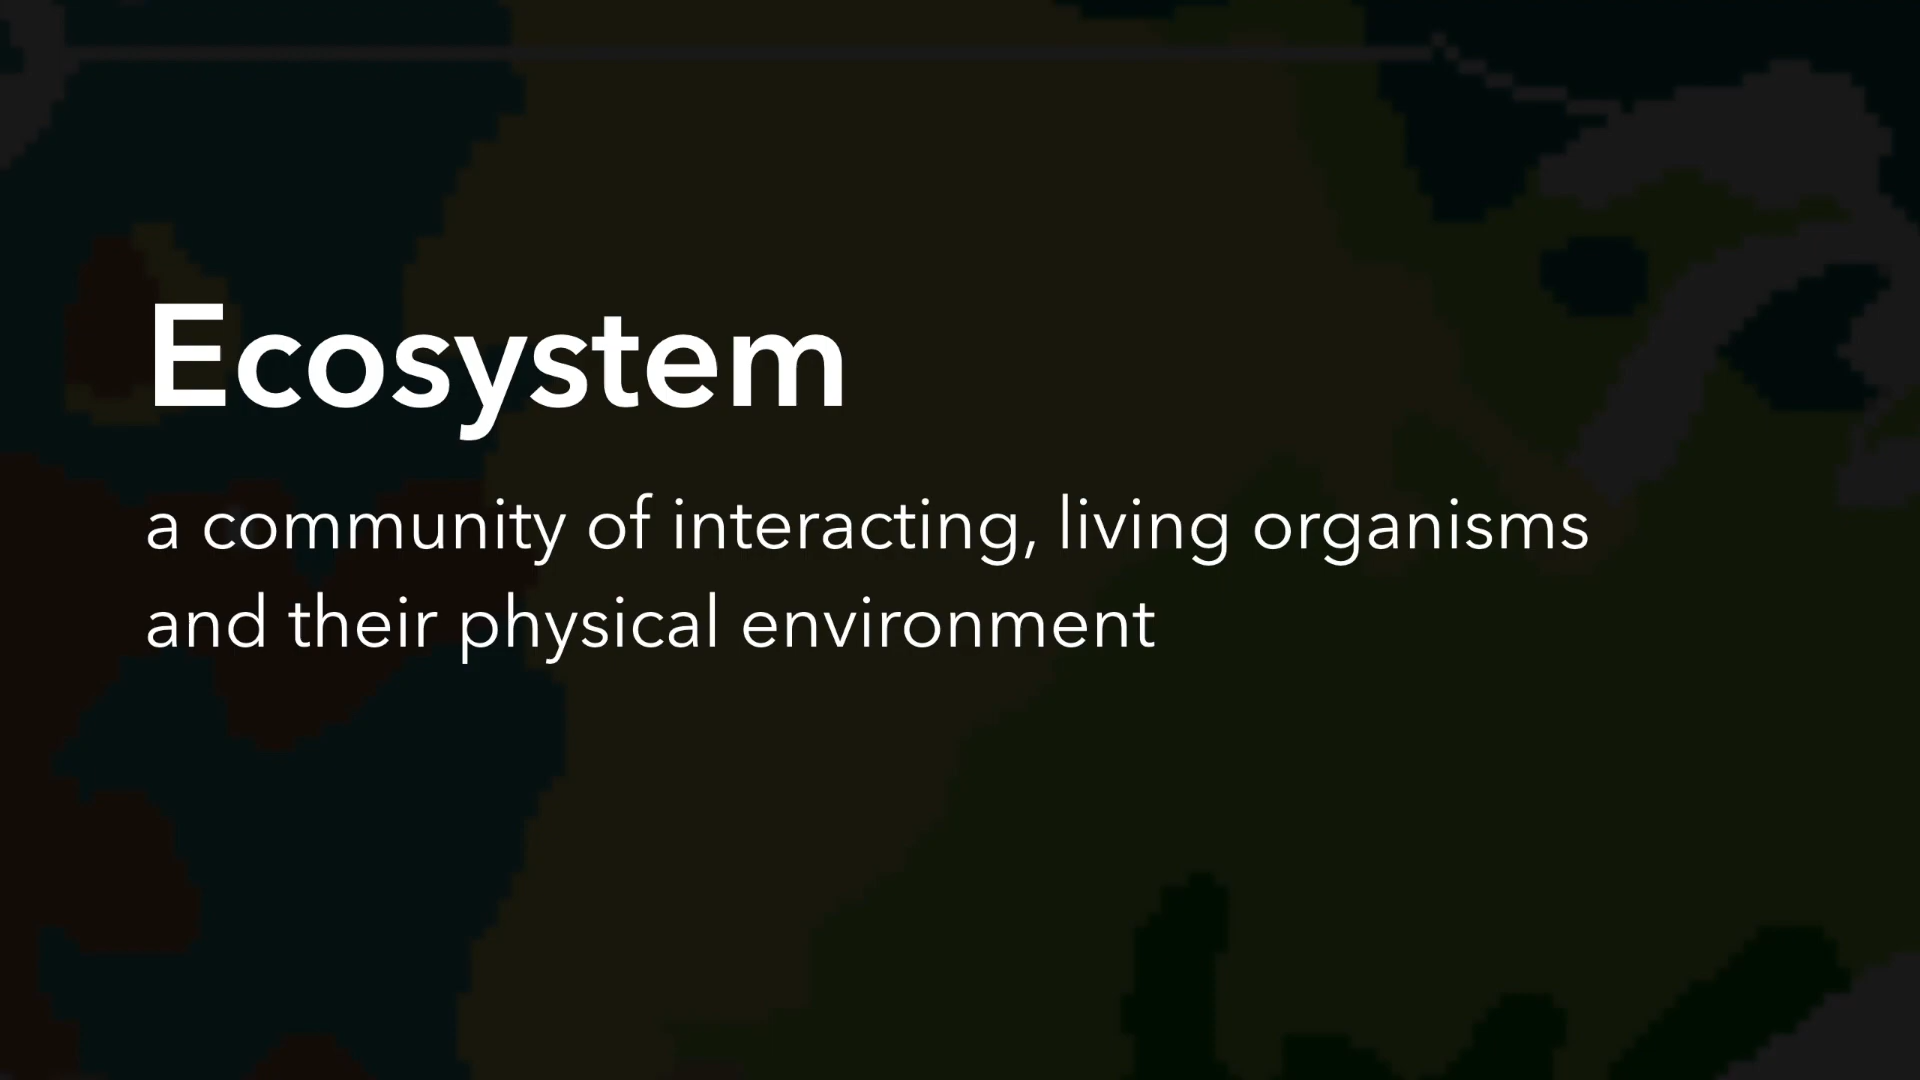 Ecosystem
a community of interacting, living organisms
and their physical environment